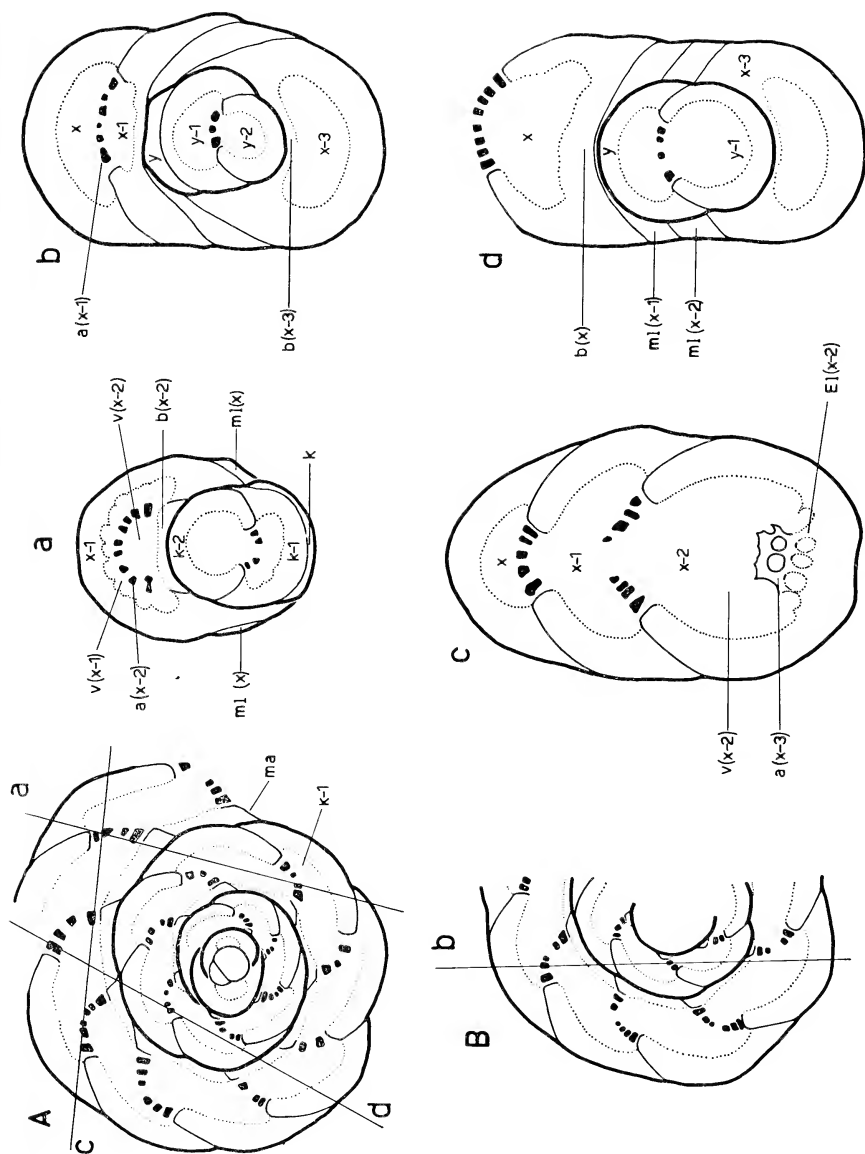 A
a
c
d
ma
k-1
B
b
a
v(x-2)
b(x-2)
ml(x)
k
x-1
k-2
k-1
v(x-1)
a(x-2)
ml(x)
b
x
x-1
y
y-1
y-2
x-3
a(x-1)
b(x-3)
c
x
x-1
x-2
El(x-2)
v(x-2)
a(x-3)
d
x
y
y-1
x-3
b(x)
ml(x-1)
ml(x-2)